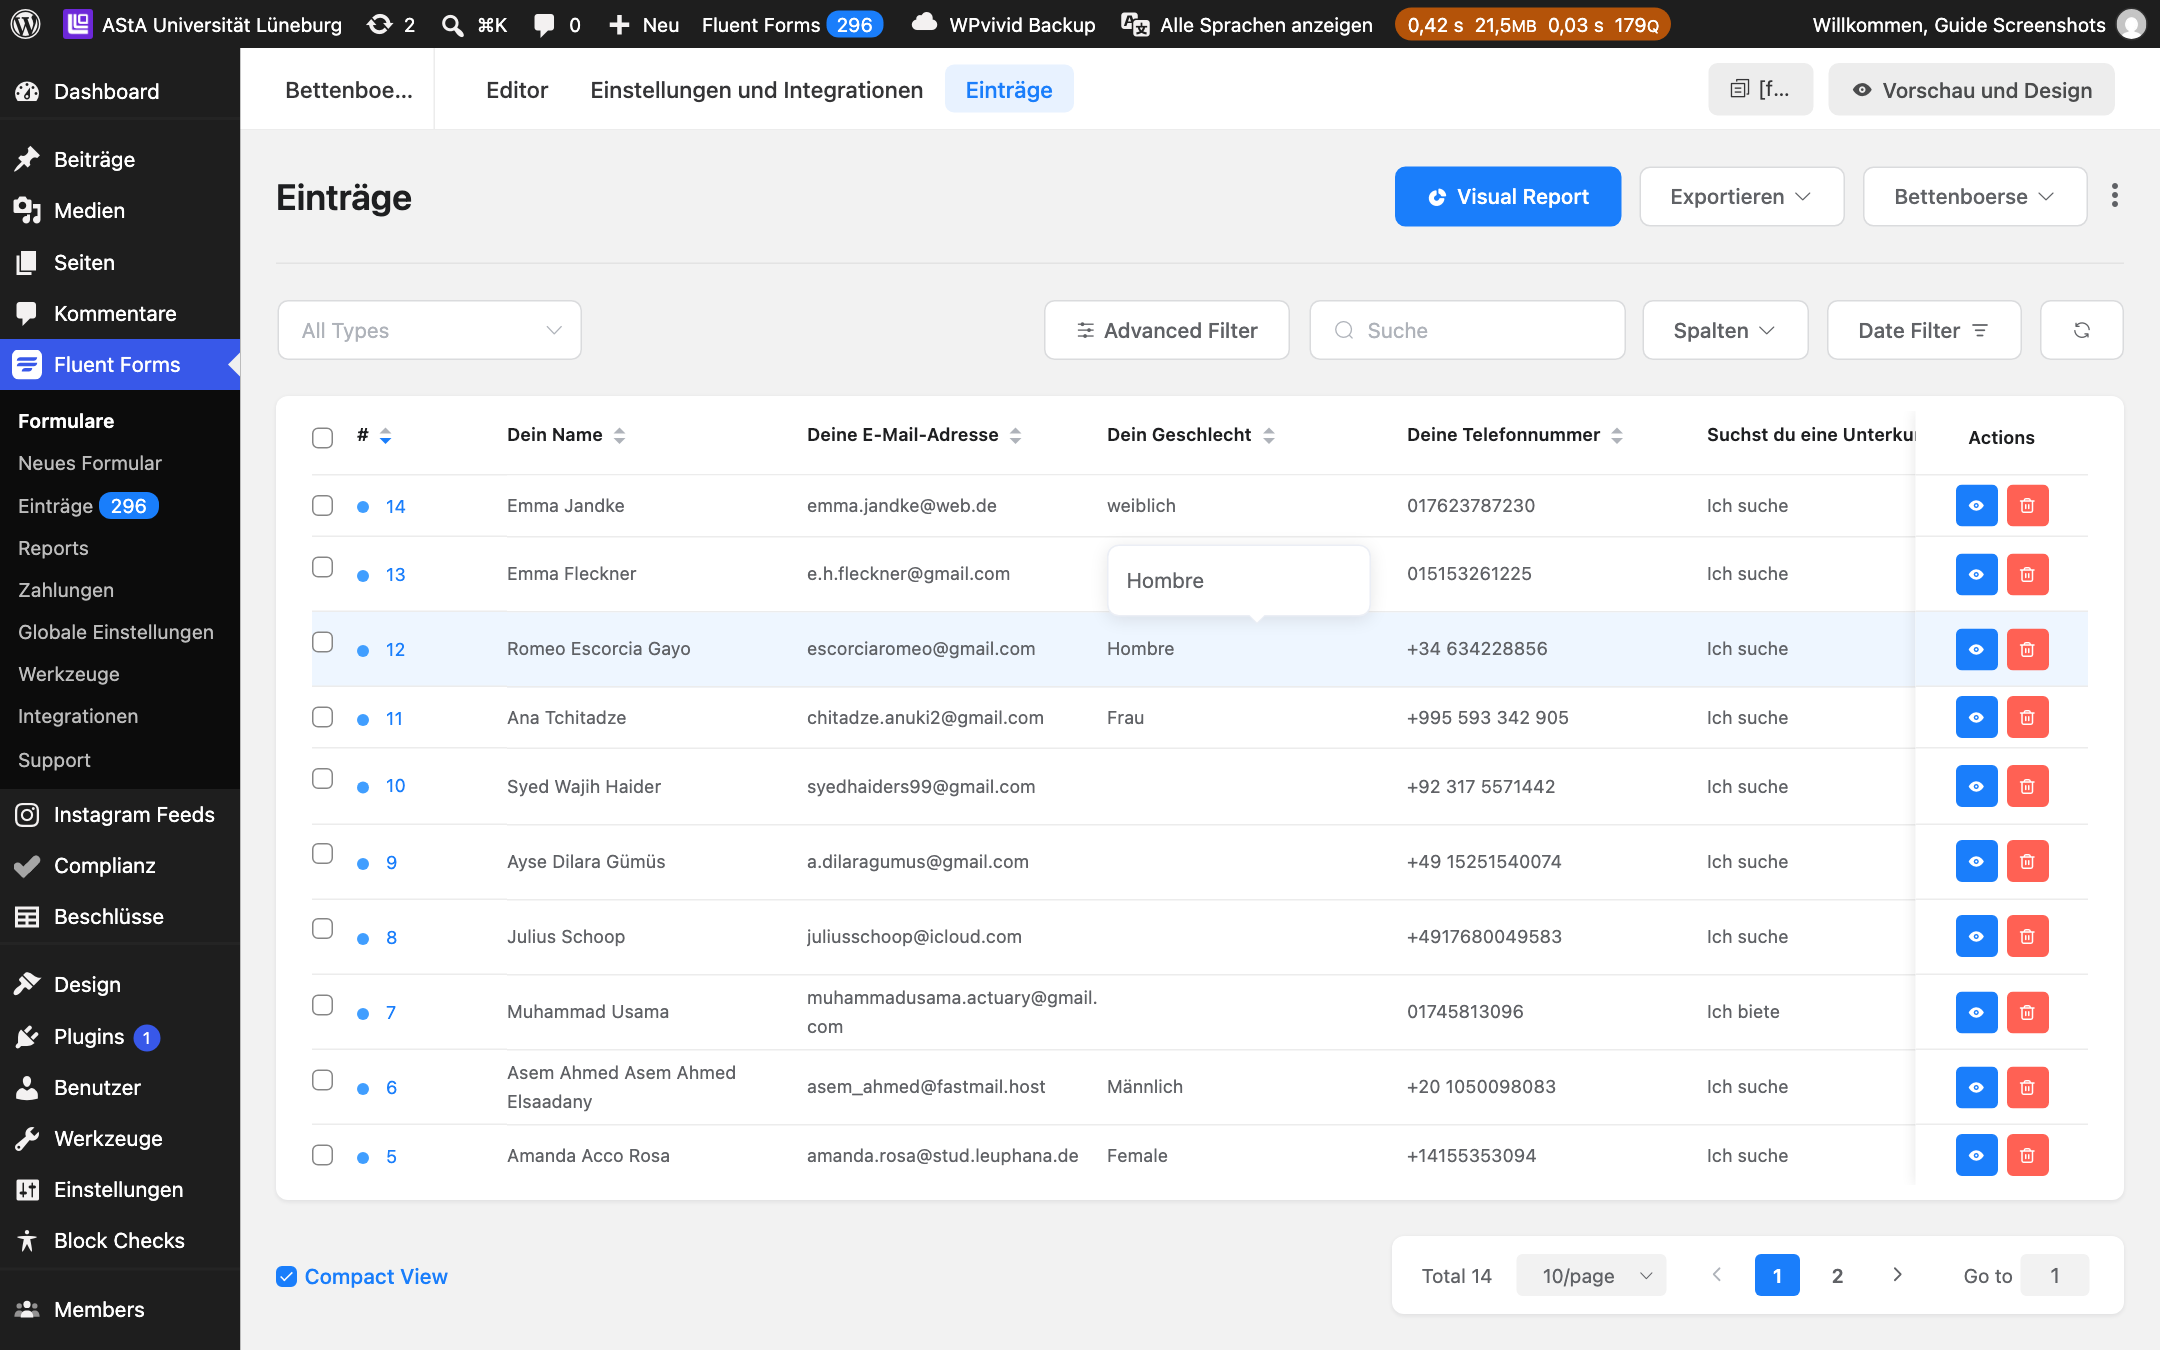 AStA Universität Lüneburg 2 ⌘K 0 Neu Fluent Forms 296 WPvivid Backup Alle Sprachen anzeigen 0,42 s 21,5MB 0,03 s 179Q Willkommen, Guide Screenshots
Dashboard
Beiträge
Medien
Seiten
Kommentare
Fluent Forms
Formulare
Neues Formular
Einträge 296
Reports
Zahlungen
Globale Einstellungen
Werkzeuge
Integrationen
Support
Instagram Feeds
Complianz
Beschlüsse
Design
Plugins 1
Benutzer
Werkzeuge
Einstellungen
Block Checks
Members
Bettenboe... Editor Einstellungen und Integrationen Einträge [f... Vorschau und Design
Einträge Visual Report Exportieren Bettenboerse
All Types Advanced Filter Suche Spalten Date Filter
# Dein Name Deine E-Mail-Adresse Dein Geschlecht Deine Telefonnummer Suchst du eine Unterku Actions
14 Emma Jandke emma.jandke@web.de weiblich 017623787230 Ich suche
13 Emma Fleckner e.h.fleckner@gmail.com 015153261225 Ich suche
Hombre
12 Romeo Escorcia Gayo escorciaromeo@gmail.com Hombre +34 634228856 Ich suche
11 Ana Tchitadze chitadze.anuki2@gmail.com Frau +995 593 342 905 Ich suche
10 Syed Wajih Haider syedhaiders99@gmail.com +92 317 5571442 Ich suche
9 Ayse Dilara Gümüs a.dilaragumus@gmail.com +49 15251540074 Ich suche
8 Julius Schoop juliusschoop@icloud.com +4917680049583 Ich suche
7 Muhammad Usama muhammadusama.actuary@gmail.com 01745813096 Ich biete
6 Asem Ahmed Asem Ahmed Elsaadany asem_ahmed@fastmail.host Männlich +20 1050098083 Ich suche
5 Amanda Acco Rosa amanda.rosa@stud.leuphana.de Female +14155353094 Ich suche
Compact View Total 14 10/page 1 2 Go to 1